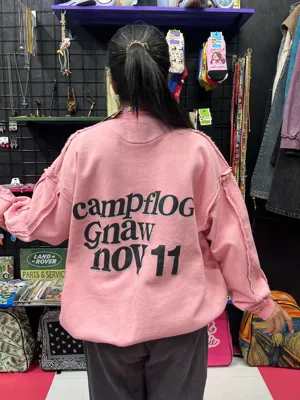 campflog
gnaw
nov 11
LAND ROVER
PARTS & SERVICE